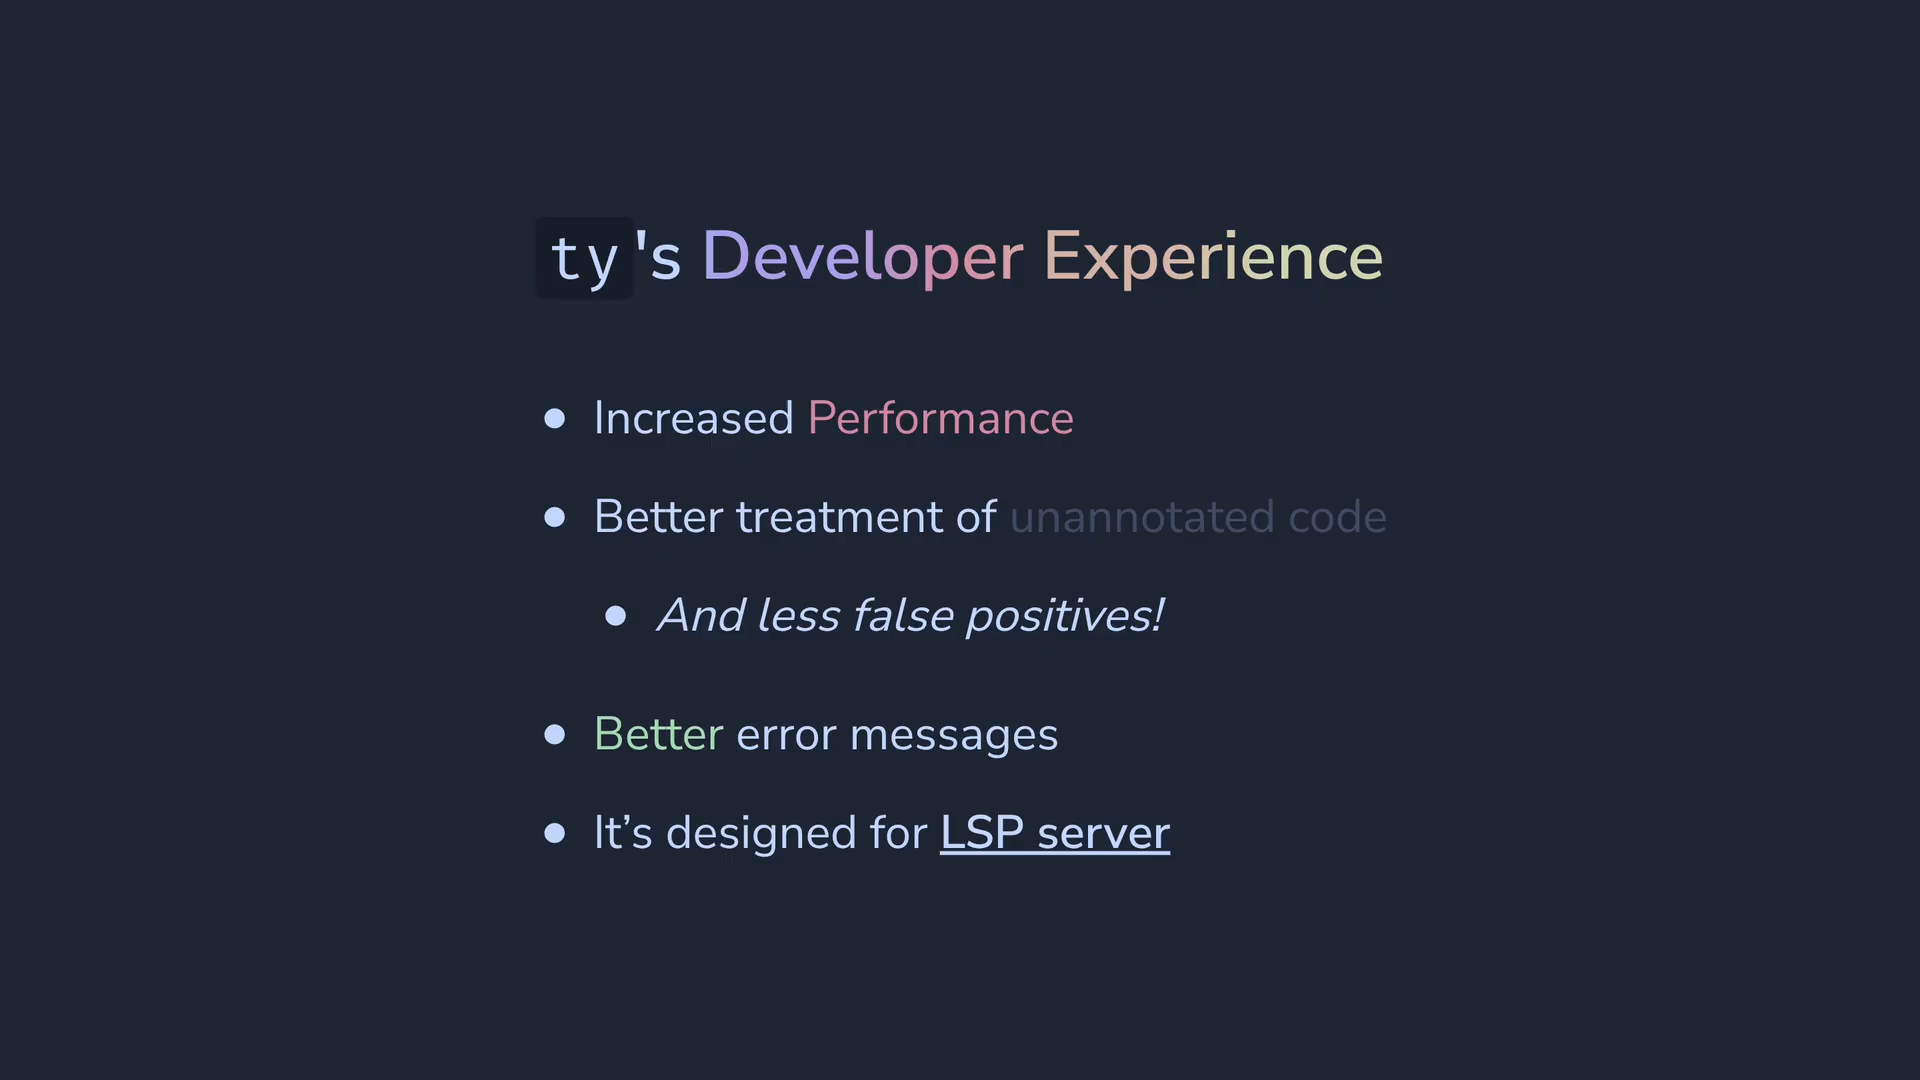 ty's Developer Experience
● Increased Performance
● Better treatment of unannotated code
● And less false positives!
● Better error messages
● It’s designed for LSP server